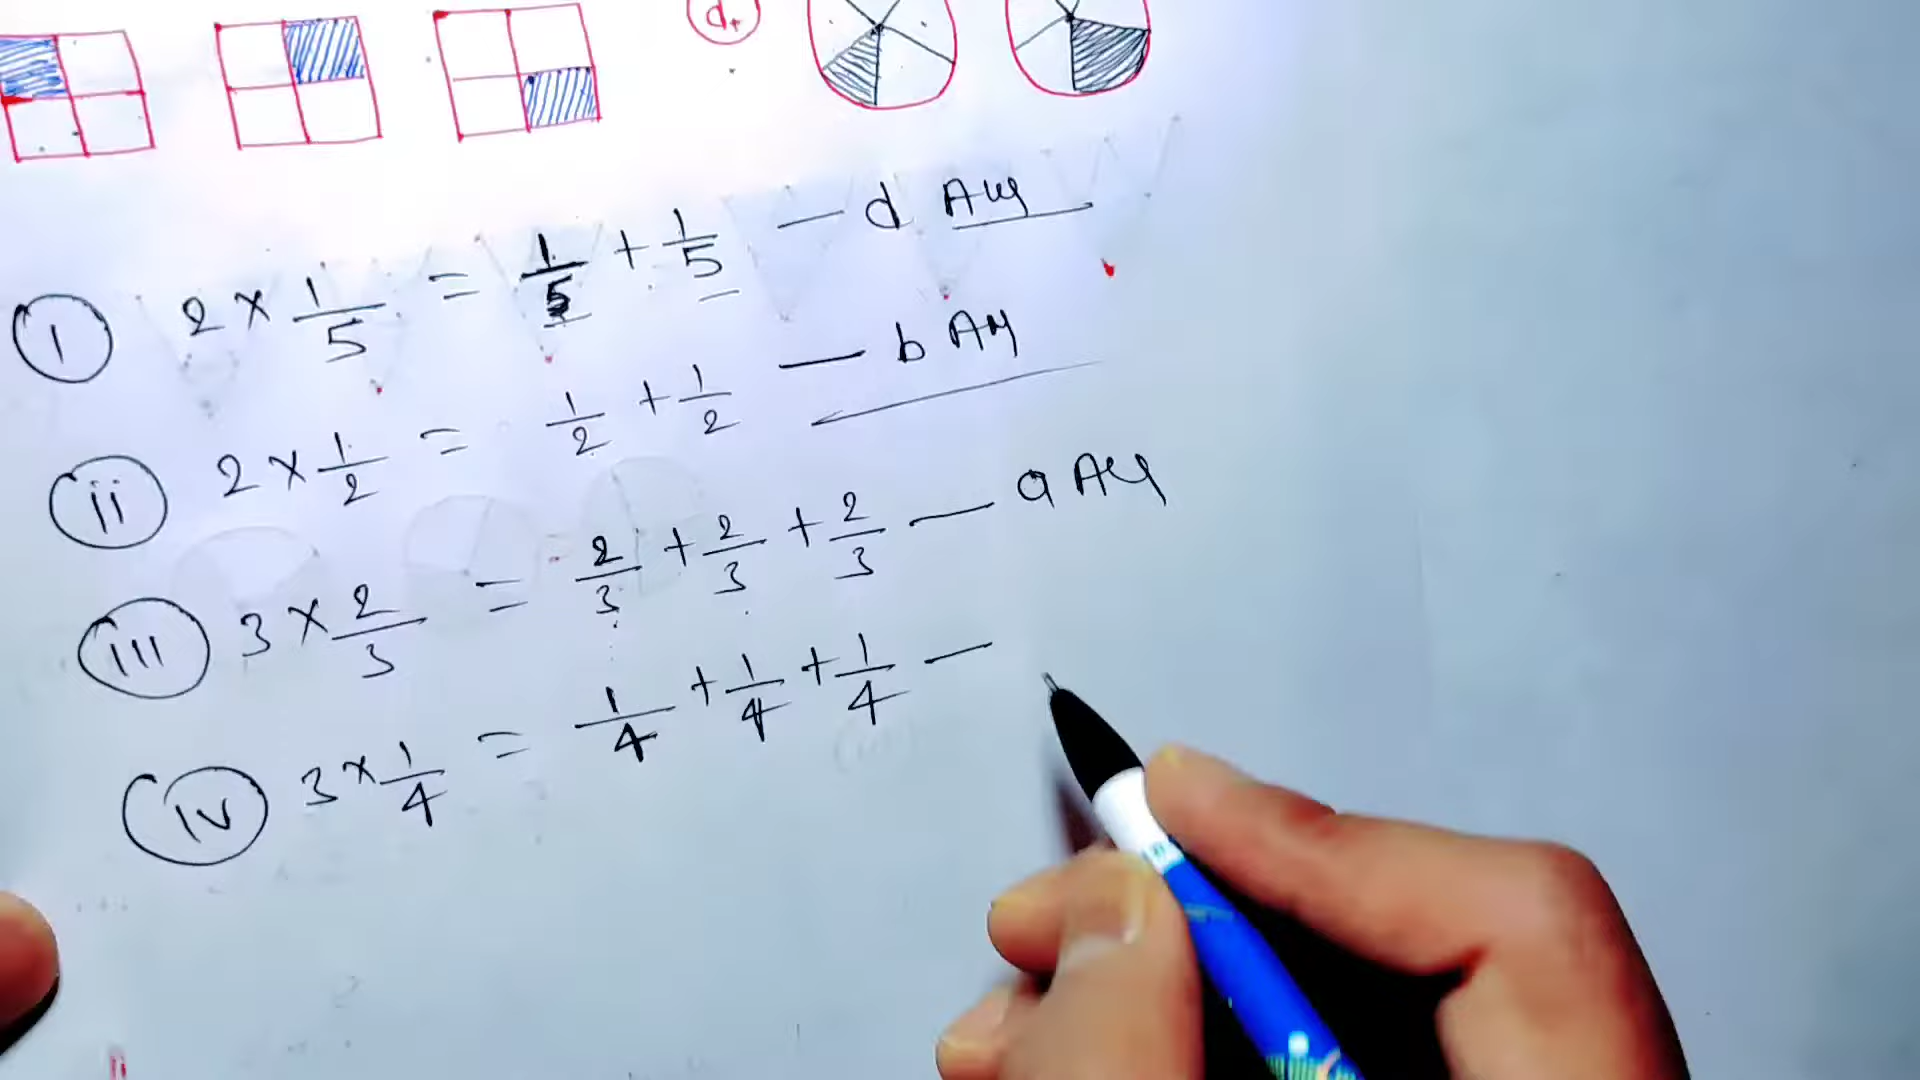 d.
(i) 2 × 1/5 = 1/5 + 1/5 — d Ans
(ii) 2 × 1/2 = 1/2 + 1/2 — b Ans
(iii) 3 × 2/3 = 2/3 + 2/3 + 2/3 — a Ans
(iv) 3 × 1/4 = 1/4 + 1/4 + 1/4 —